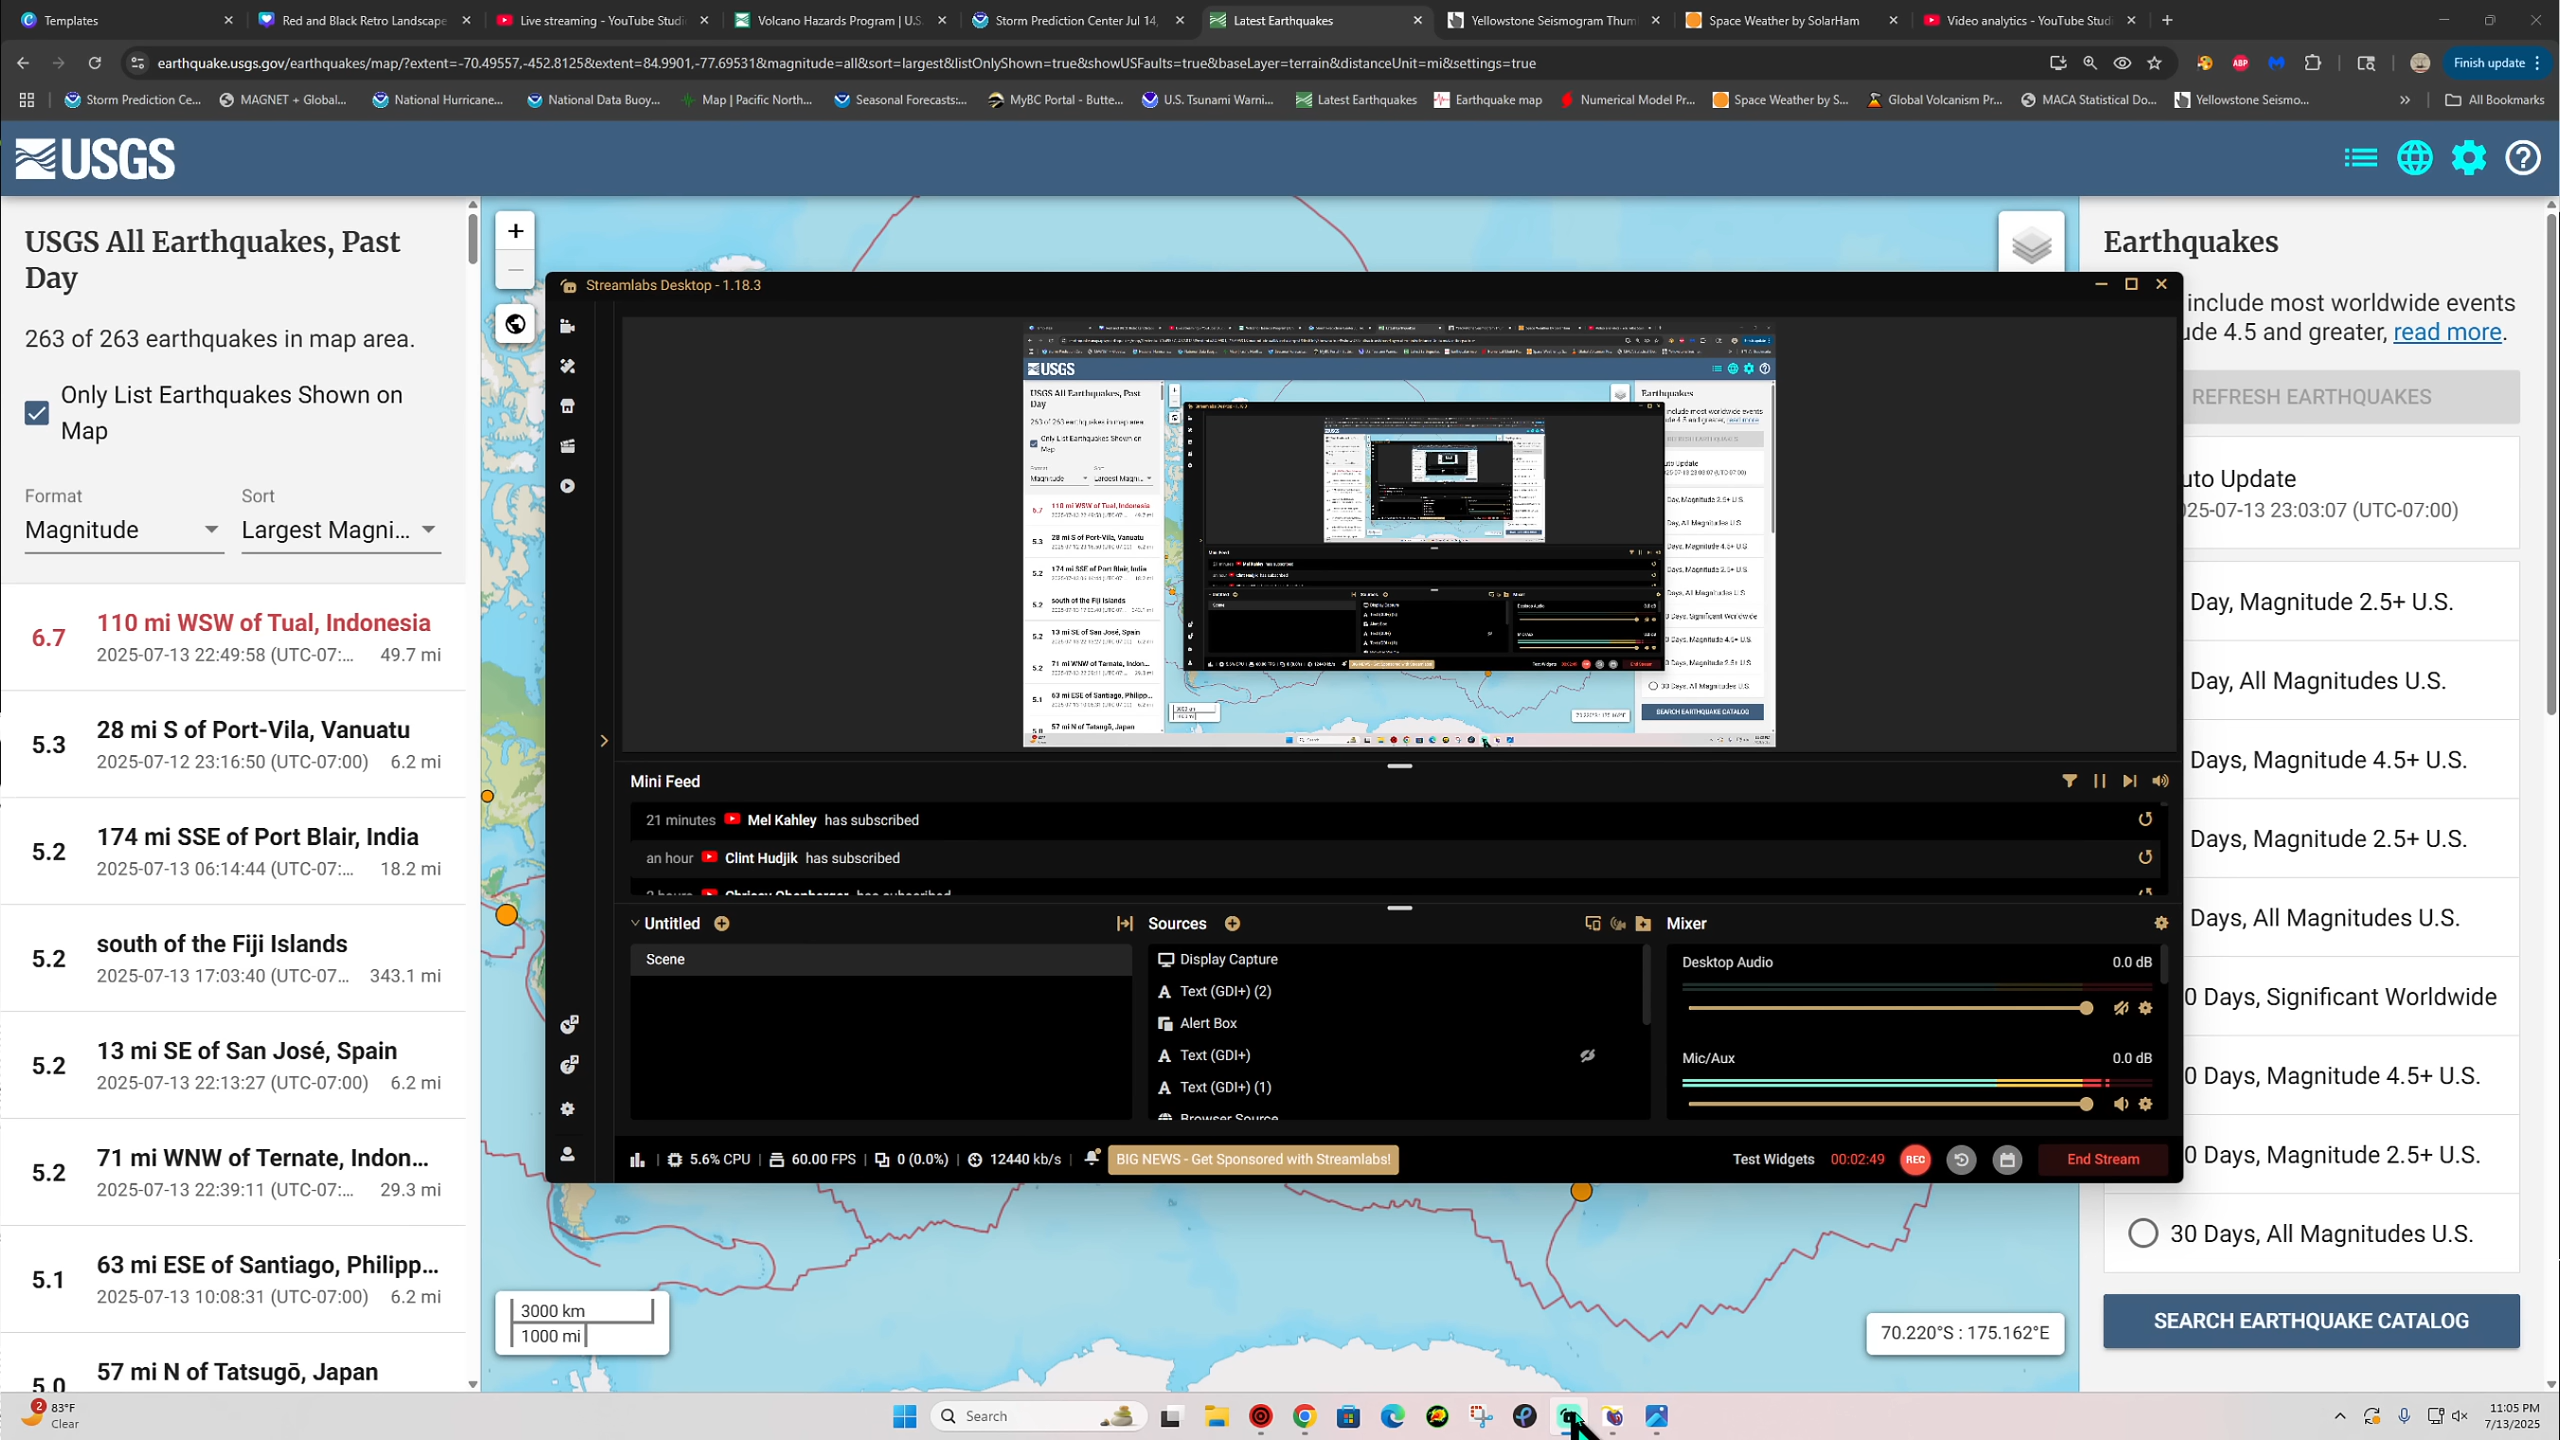 Templates
Red and Black Retro Landscape
Live streaming - YouTube Studi
Volcano Hazards Program | U.S.
Storm Prediction Center Jul 14,
Latest Earthquakes
Yellowstone Seismogram Thum
Space Weather by SolarHam
Video analytics - YouTube Studi
earthquake.usgs.gov/earthquakes/map/?extent=-70.49557,-452.8125&extent=84.9901,-77.69531&magnitude=all&sort=largest&listOnlyShown=true&showUSFaults=true&baseLayer=terrain&distanceUnit=mi&settings=true
ABP
Finish update
Storm Prediction Ce...
MAGNET + Global...
National Hurricane...
National Data Buoy...
Map | Pacific North...
Seasonal Forecasts:...
MyBC Portal - Butte...
U.S. Tsunami Warni...
Latest Earthquakes
Earthquake map
Numerical Model Pr...
Space Weather by S...
Global Volcanism Pr...
MACA Statistical Do...
Yellowstone Seismo...
All Bookmarks
USGS
USGS All Earthquakes, Past
Day
263 of 263 earthquakes in map area.
Only List Earthquakes Shown on
Map
Format
Sort
Magnitude
Largest Magni...
6.7
110 mi WSW of Tual, Indonesia
2025-07-13 22:49:58 (UTC-07:... 49.7 mi
5.3
28 mi S of Port-Vila, Vanuatu
2025-07-12 23:16:50 (UTC-07:00) 6.2 mi
5.2
174 mi SSE of Port Blair, India
2025-07-13 06:14:44 (UTC-07:... 18.2 mi
5.2
south of the Fiji Islands
2025-07-13 17:03:40 (UTC-07... 343.1 mi
5.2
13 mi SE of San José, Spain
2025-07-13 22:13:27 (UTC-07:00) 6.2 mi
5.2
71 mi WNW of Ternate, Indon...
2025-07-13 22:39:11 (UTC-07:... 29.3 mi
5.1
63 mi ESE of Santiago, Philipp...
2025-07-13 10:08:31 (UTC-07:00) 6.2 mi
5.0
57 mi N of Tatsugō, Japan
Streamlabs Desktop - 1.18.3
Mini Feed
21 minutes Mel Kahley has subscribed
an hour Clint Hudjik has subscribed
Untitled
Scene
Sources
Display Capture
Text (GDI+) (2)
Alert Box
Text (GDI+)
Text (GDI+) (1)
Browser Source
Mixer
Desktop Audio 0.0 dB
Mic/Aux 0.0 dB
5.6% CPU
60.00 FPS
0 (0.0%)
12440 kb/s
BIG NEWS - Get Sponsored with Streamlabs!
Test Widgets
00:02:49
REC
End Stream
3000 km
1000 mi
70.220°S : 175.162°E
Earthquakes
include most worldwide events
ude 4.5 and greater, read more.
REFRESH EARTHQUAKES
uto Update
025-07-13 23:03:07 (UTC-07:00)
Day, Magnitude 2.5+ U.S.
Day, All Magnitudes U.S.
Days, Magnitude 4.5+ U.S.
Days, Magnitude 2.5+ U.S.
Days, All Magnitudes U.S.
0 Days, Significant Worldwide
0 Days, Magnitude 4.5+ U.S.
0 Days, Magnitude 2.5+ U.S.
30 Days, All Magnitudes U.S.
SEARCH EARTHQUAKE CATALOG
2
83°F
Clear
Search
11:05 PM
7/13/2025